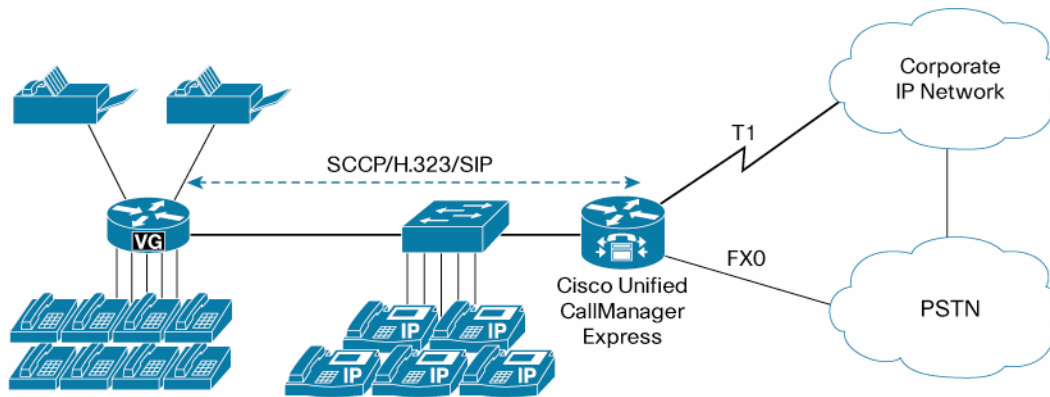 Corporate
IP Network
T1
SCCP/H.323/SIP
VG
FX0
Cisco Unified
CallManager
Express
PSTN
IP
IP
IP
IP
IP